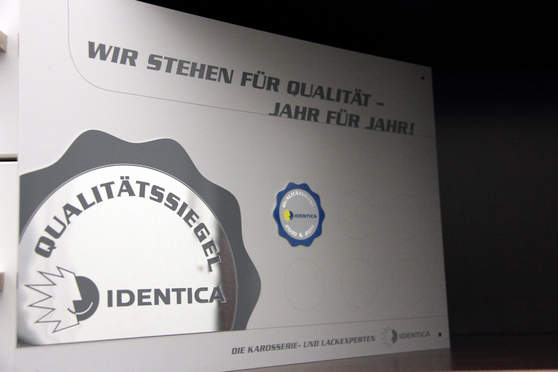 WIR STEHEN FÜR QUALITÄT –
JAHR FÜR JAHR!
QUALITÄTSSIEGEL
IDENTICA
IDENTICA
DIE KAROSSERIE- UND LACKEXPERTEN
IDENTICA